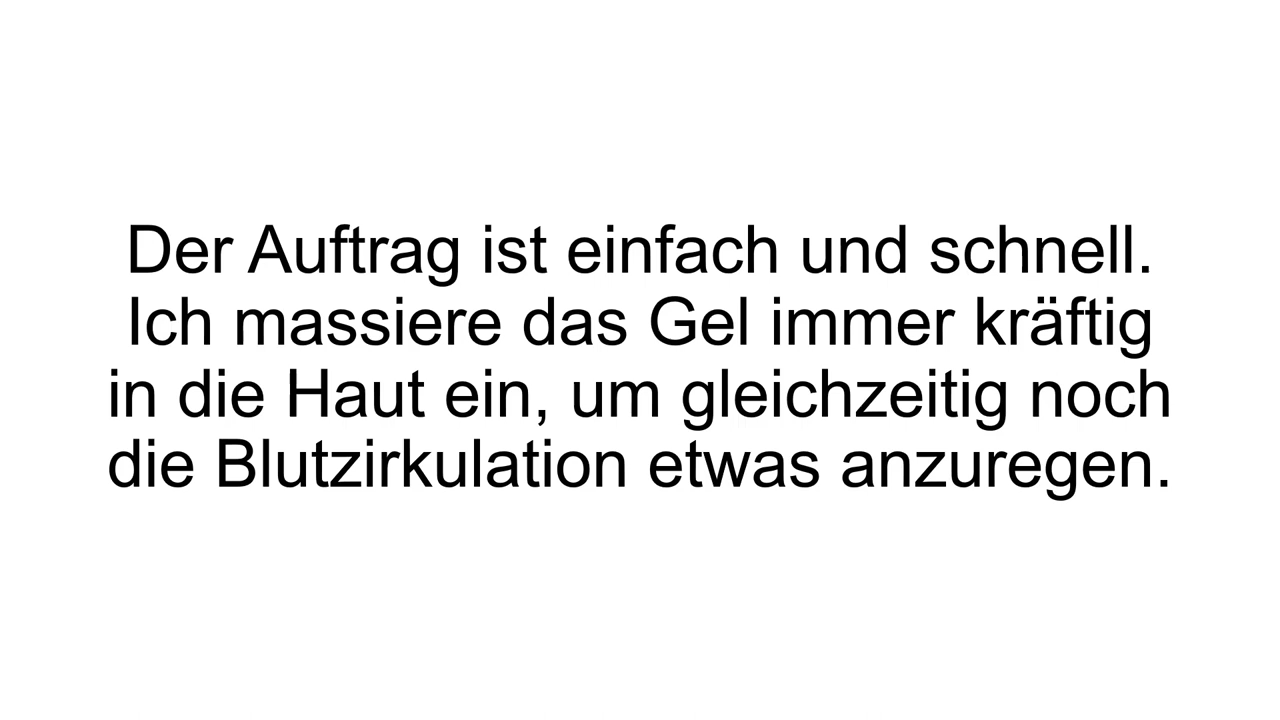 Der Auftrag ist einfach und schnell.
Ich massiere das Gel immer kräftig
in die Haut ein, um gleichzeitig noch
die Blutzirkulation etwas anzuregen.